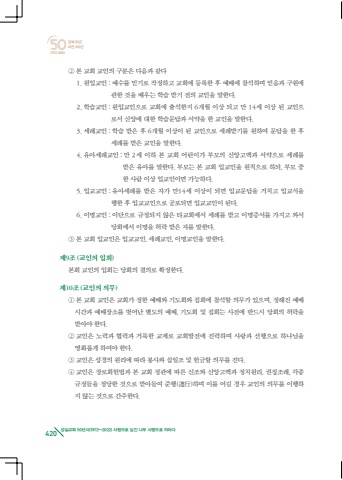 50
② 본 교회 교인의 구분은 다음과 같다
1. 원입교인 : 예수를 믿기로 작정하고 교회에 등록한 후 예배에 참석하며 믿음과 구원에
관한 것을 배우는 학습 받기 전의 교인을 말한다.
2. 학습교인 : 원입교인으로 교회에 출석한지 6개월 이상 되고 만 14세 이상 된 교인으
로서 신앙에 대한 학습문답과 서약을 한 교인을 말한다.
3. 세례교인 : 학습 받은 후 6개월 이상이 된 교인으로 세례받기를 원하여 문답을 한 후
세례를 받은 교인을 말한다.
4. 유아세례교인 : 만 2세 이하 본 교회 어린이가 부모의 신앙고백과 서약으로 세례를
받은 유아를 말한다. 부모는 본 교회 입교인을 원칙으로 하되, 부모 중
한 사람 이상 입교인이면 가능하다.
5. 입교교인 : 유아세례를 받은 자가 만14세 이상이 되면 입교문답을 거치고 입교식을
행한 후 입교교인으로 공포되면 입교교인이 된다.
6. 이명교인 : 이단으로 규정되지 않은 타교회에서 세례를 받고 이명증서를 가지고 와서
당회에서 이명을 허락 받은 자를 말한다.
③ 본 교회 입교인은 입교교인, 세례교인, 이명교인을 말한다.
제9조 (교인의 입회)
본회 교인의 입회는 당회의 결의로 확정한다.
제10조 (교인의 의무)
① 본 교회 교인은 교회가 정한 예배와 기도회와 집회에 참석할 의무가 있으며, 정해진 예배
시간과 예배장소를 벗어난 별도의 예배, 기도회 및 집회는 사전에 반드시 당회의 허락을
받아야 한다.
② 교인은 노력과 협력과 거룩한 교제로 교회발전에 진력하며 사랑과 선행으로 하나님을
영화롭게 하여야 한다.
③ 교인은 성경의 원리에 따라 봉사와 십일조 및 헌금할 의무를 진다.
④ 교인은 장로회헌법과 본 교회 정관에 따른 신조와 신앙고백과 정치원리, 권징조례, 각종
규정들을 정당한 것으로 받아들여 준행(遵行)하며 이를 어길 경우 교인의 의무를 이행하
지 않는 것으로 간주한다.
420